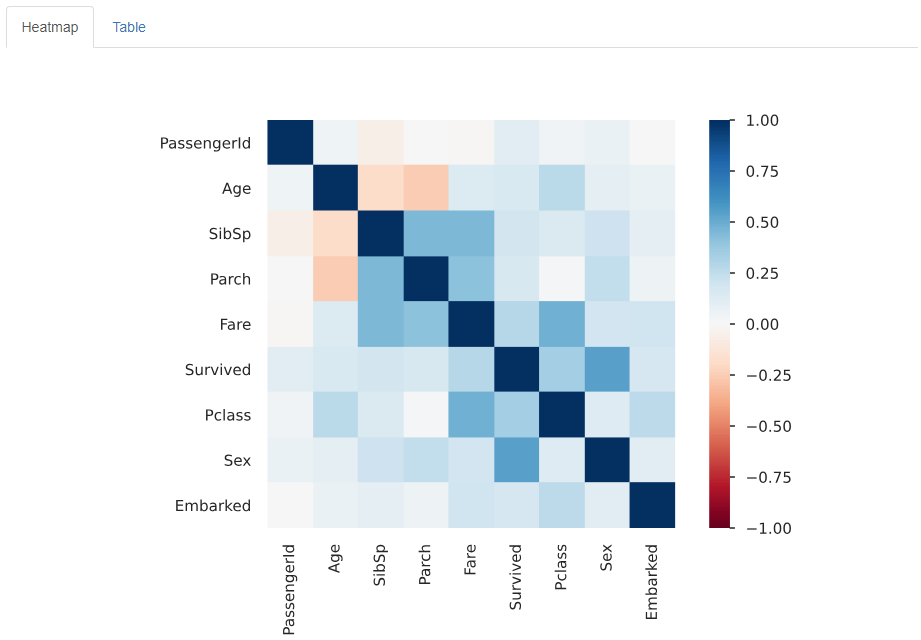 Heatmap Table
PassengerId
Age
SibSp
Parch
Fare
Survived
Pclass
Sex
Embarked
1.00
0.75
0.50
0.25
0.00
−0.25
−0.50
−0.75
−1.00
PassengerId
Age
SibSp
Parch
Fare
Survived
Pclass
Sex
Embarked